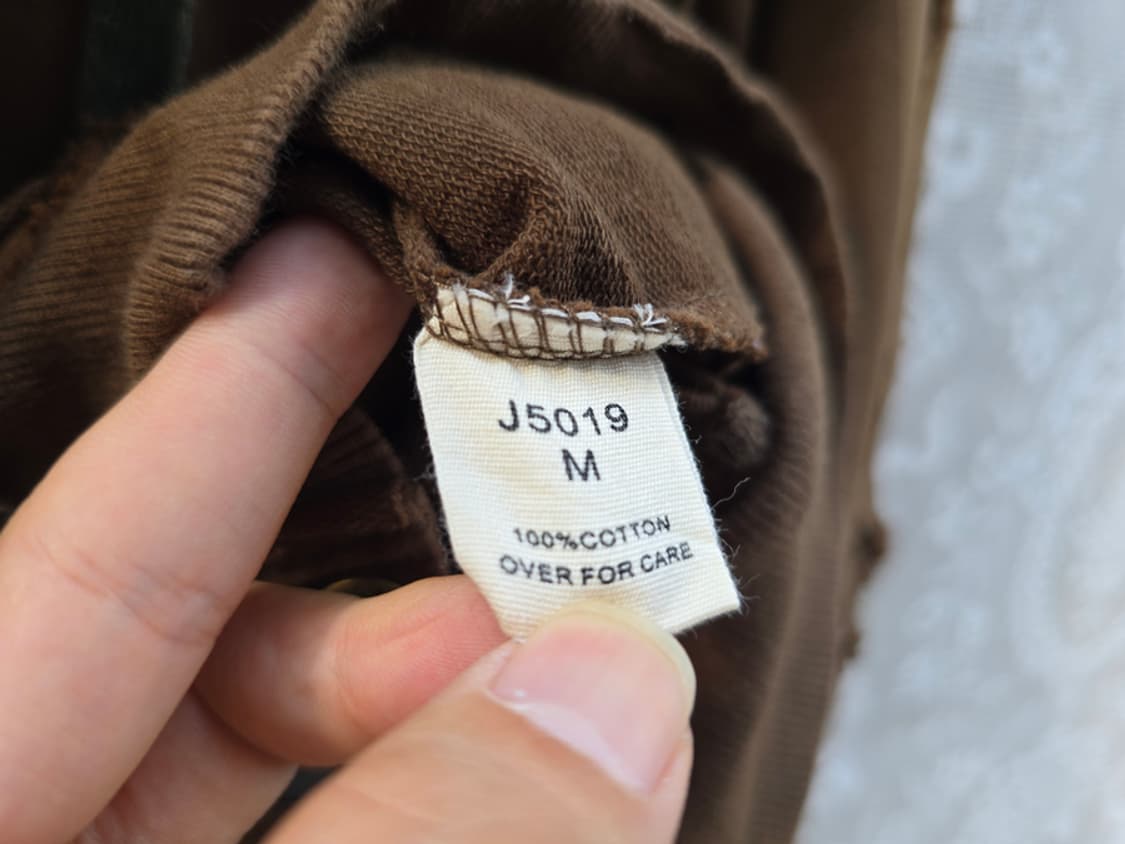 J5019
M
100%COTTON
OVER FOR CARE